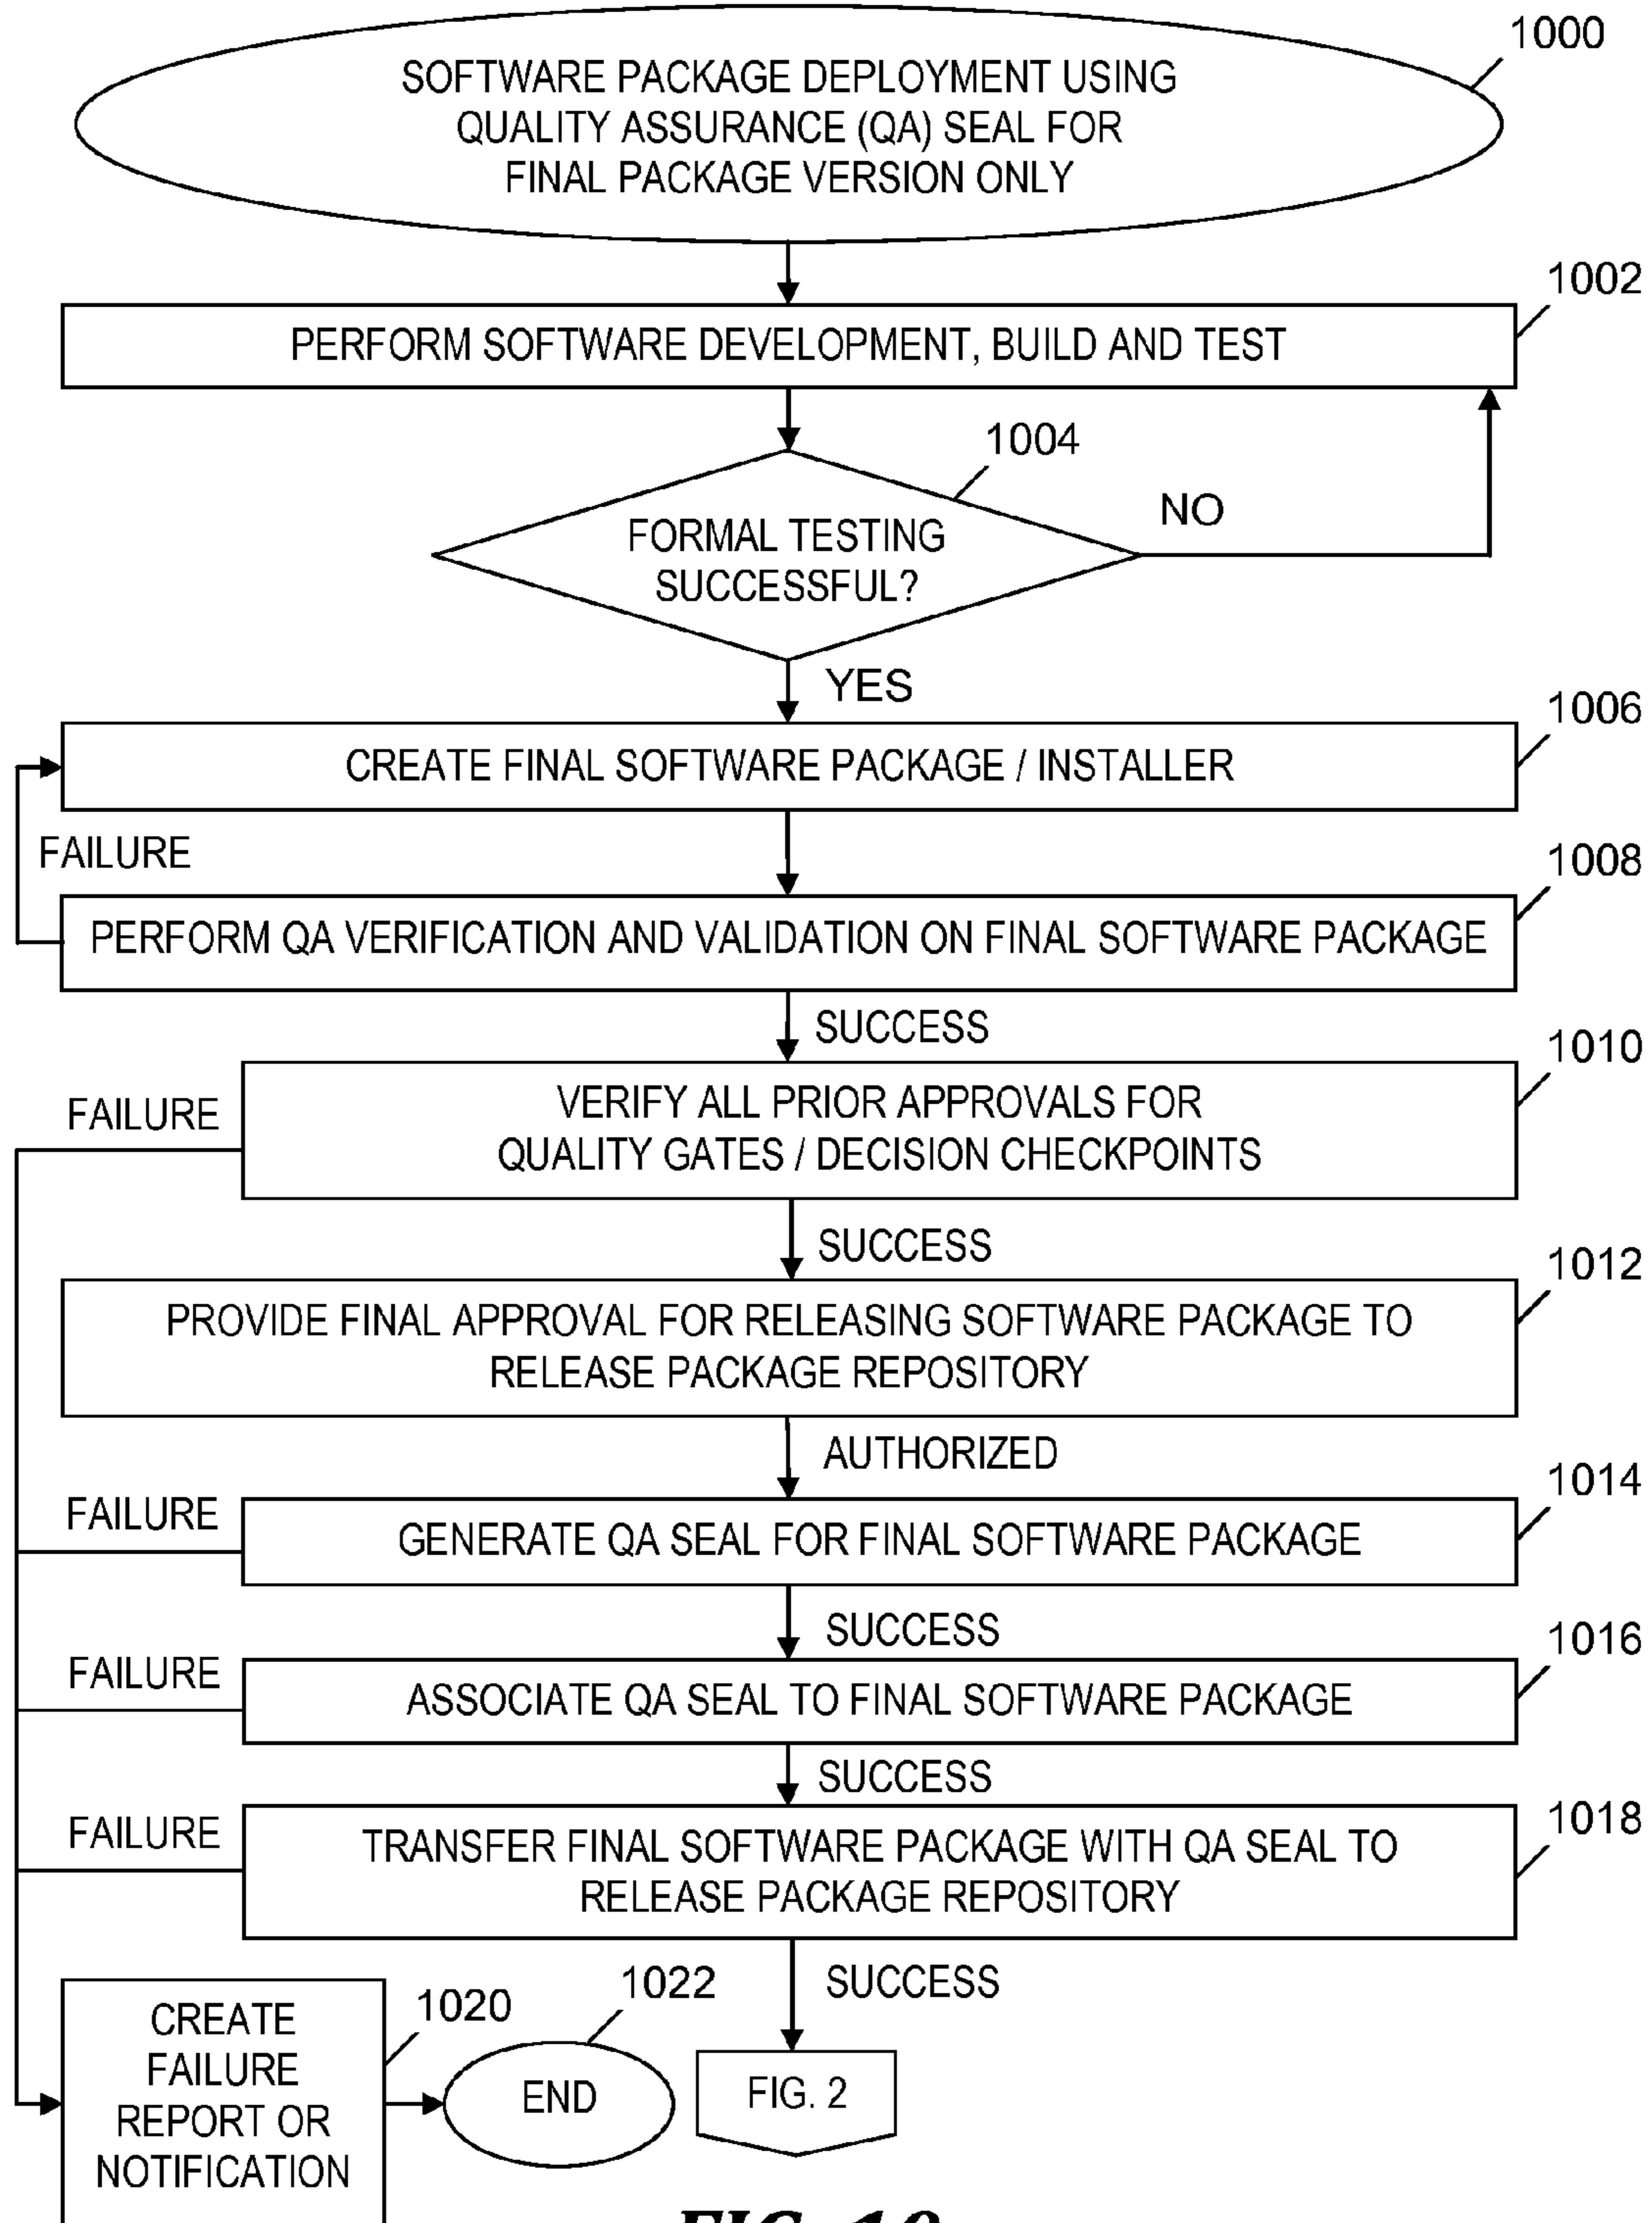 1000
SOFTWARE PACKAGE DEPLOYMENT USING
QUALITY ASSURANCE (QA) SEAL FOR
FINAL PACKAGE VERSION ONLY
1002
PERFORM SOFTWARE DEVELOPMENT, BUILD AND TEST
1004
NO
FORMAL TESTING
SUCCESSFUL?
YES
1006
CREATE FINAL SOFTWARE PACKAGE / INSTALLER
FAILURE
1008
PERFORM QA VERIFICATION AND VALIDATION ON FINAL SOFTWARE PACKAGE
SUCCESS
1010
FAILURE
VERIFY ALL PRIOR APPROVALS FOR
QUALITY GATES / DECISION CHECKPOINTS
SUCCESS
1012
PROVIDE FINAL APPROVAL FOR RELEASING SOFTWARE PACKAGE TO
RELEASE PACKAGE REPOSITORY
AUTHORIZED
1014
FAILURE
GENERATE QA SEAL FOR FINAL SOFTWARE PACKAGE
SUCCESS
1016
FAILURE
ASSOCIATE QA SEAL TO FINAL SOFTWARE PACKAGE
SUCCESS
1018
FAILURE
TRANSFER FINAL SOFTWARE PACKAGE WITH QA SEAL TO
RELEASE PACKAGE REPOSITORY
SUCCESS
1020
1022
CREATE
FAILURE
REPORT OR
NOTIFICATION
END
FIG. 2